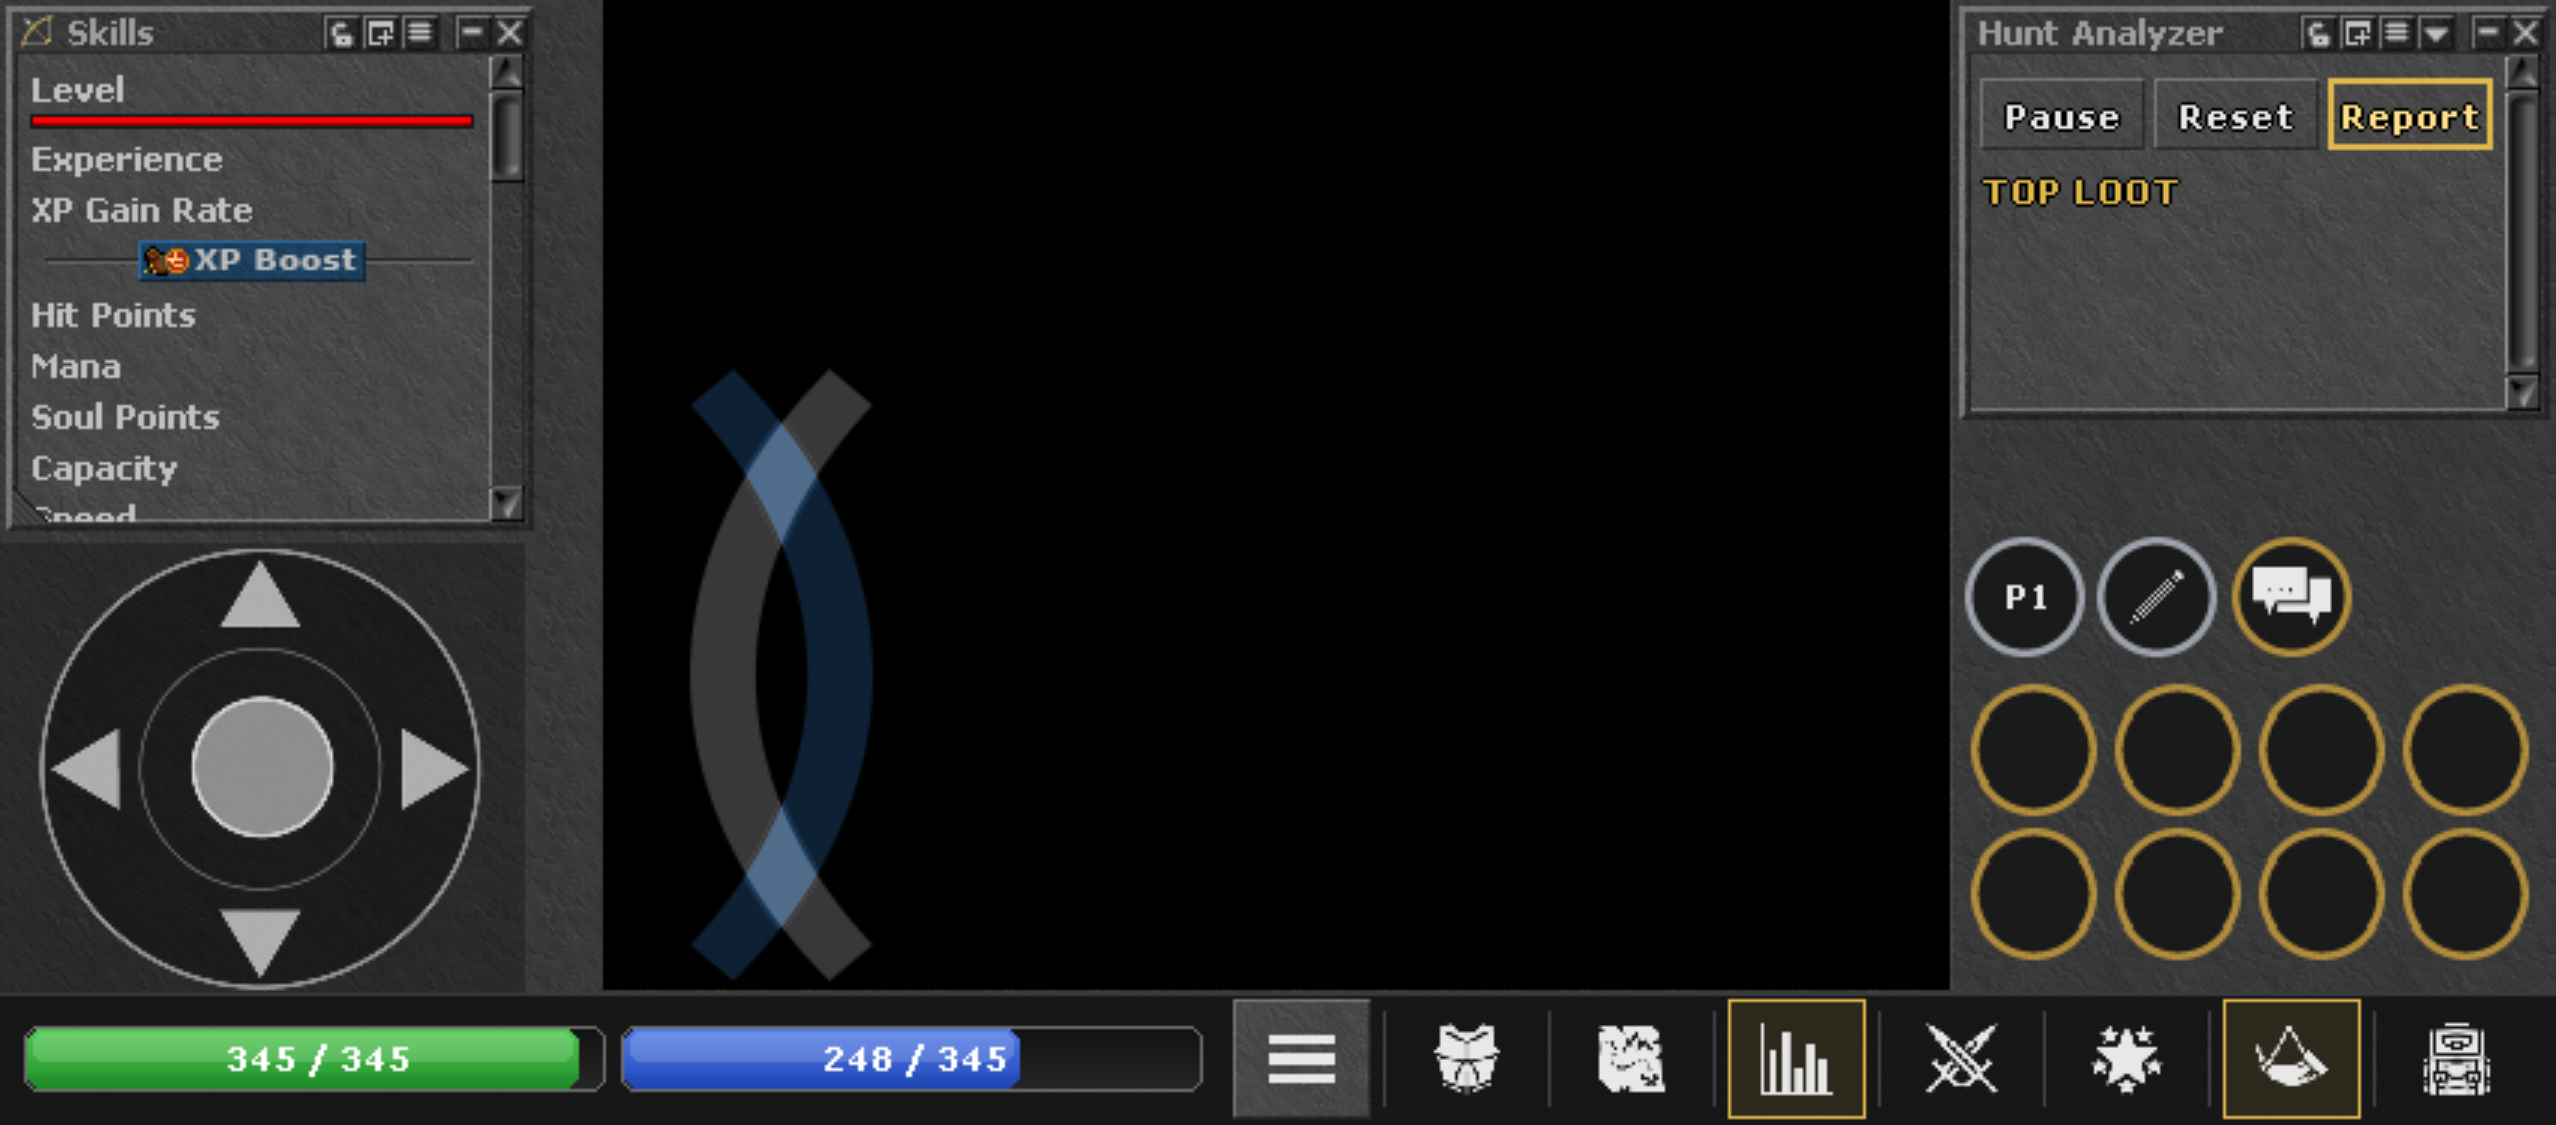 Skills
Level
Experience
XP Gain Rate
XP Boost
Hit Points
Mana
Soul Points
Capacity
Speed
Hunt Analyzer
Pause Reset Report
TOP LOOT
P1
345 / 345
248 / 345